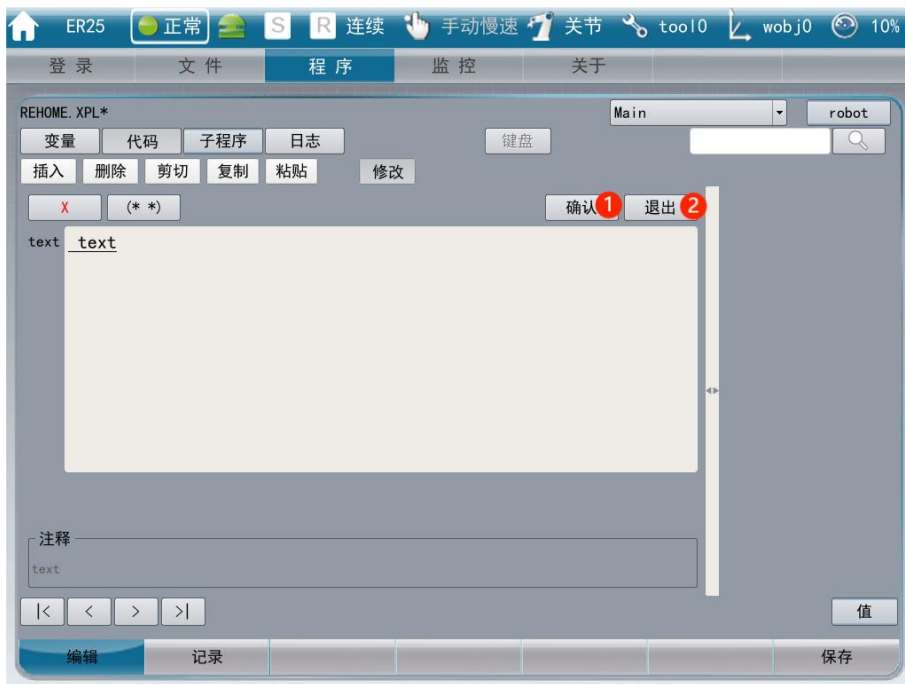 ER25 正常 S R 连续 手动慢速 关节 tool0 wobj0 10%
登录 文件 程序 监控 关于
REHOME.XPL* Main robot
变量 代码 子程序 日志 键盘
插入 删除 剪切 复制 粘贴 修改
X (* *) 确认 1 退出 2
text text
注释
text
|< < > >| 值
编辑 记录 保存